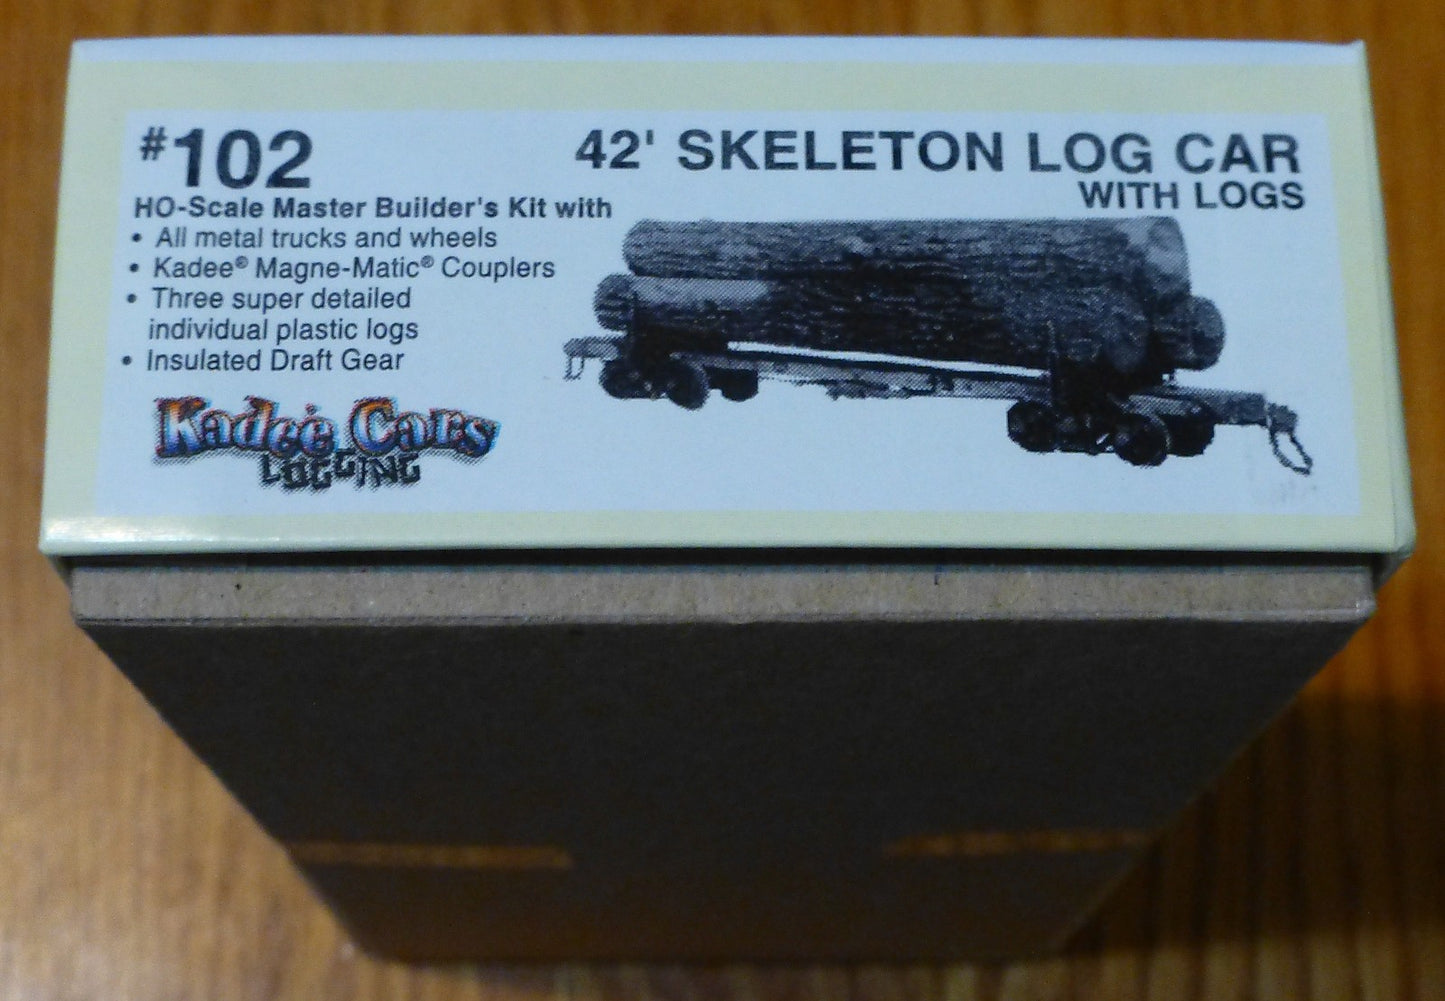 #102
42' SKELETON LOG CAR
WITH LOGS
HO-Scale Master Builder's Kit with
• All metal trucks and wheels
• Kadee® Magne-Matic® Couplers
• Three super detailed
individual plastic logs
• Insulated Draft Gear
Kadee Cars
LOGGING